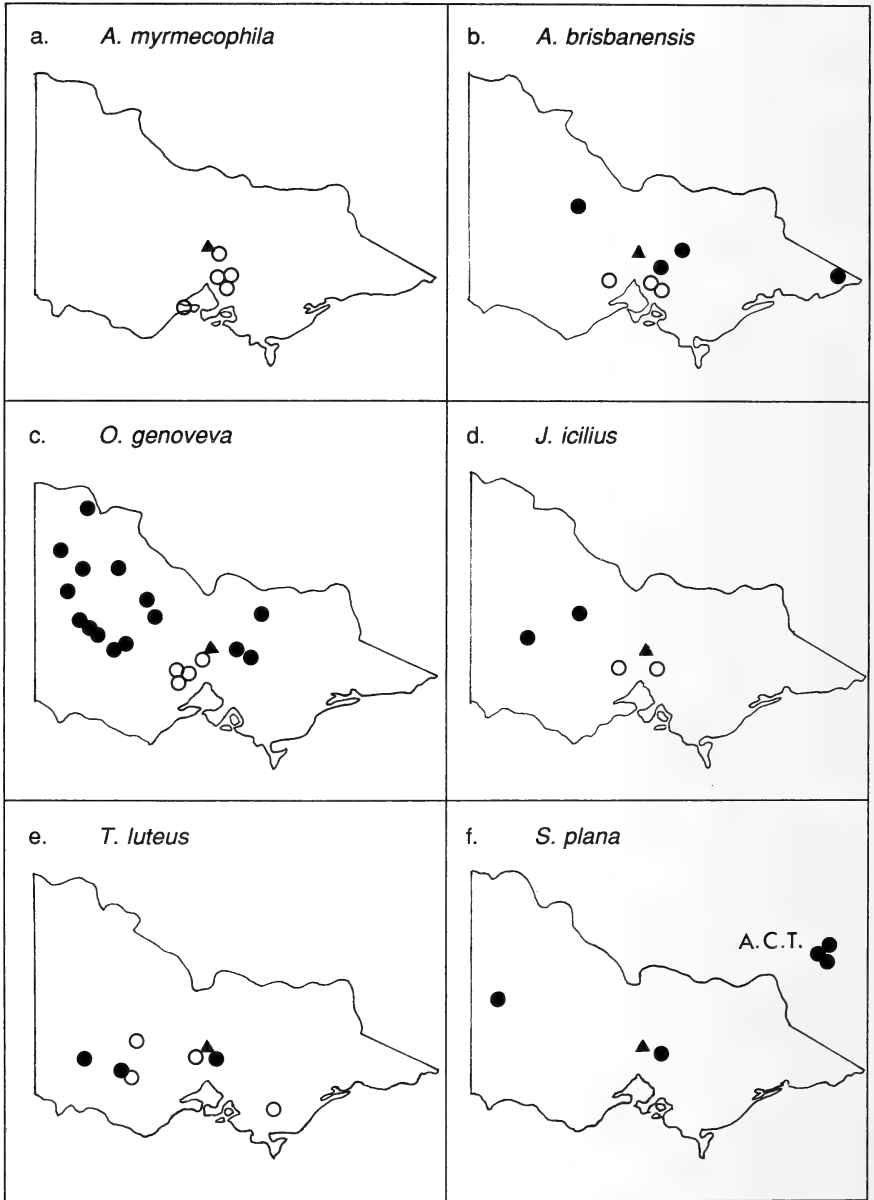 a. A. myrmecophila
b. A. brisbanensis
c. O. genoveva
d. J. icilius
e. T. luteus
f. S. plana
A.C.T.